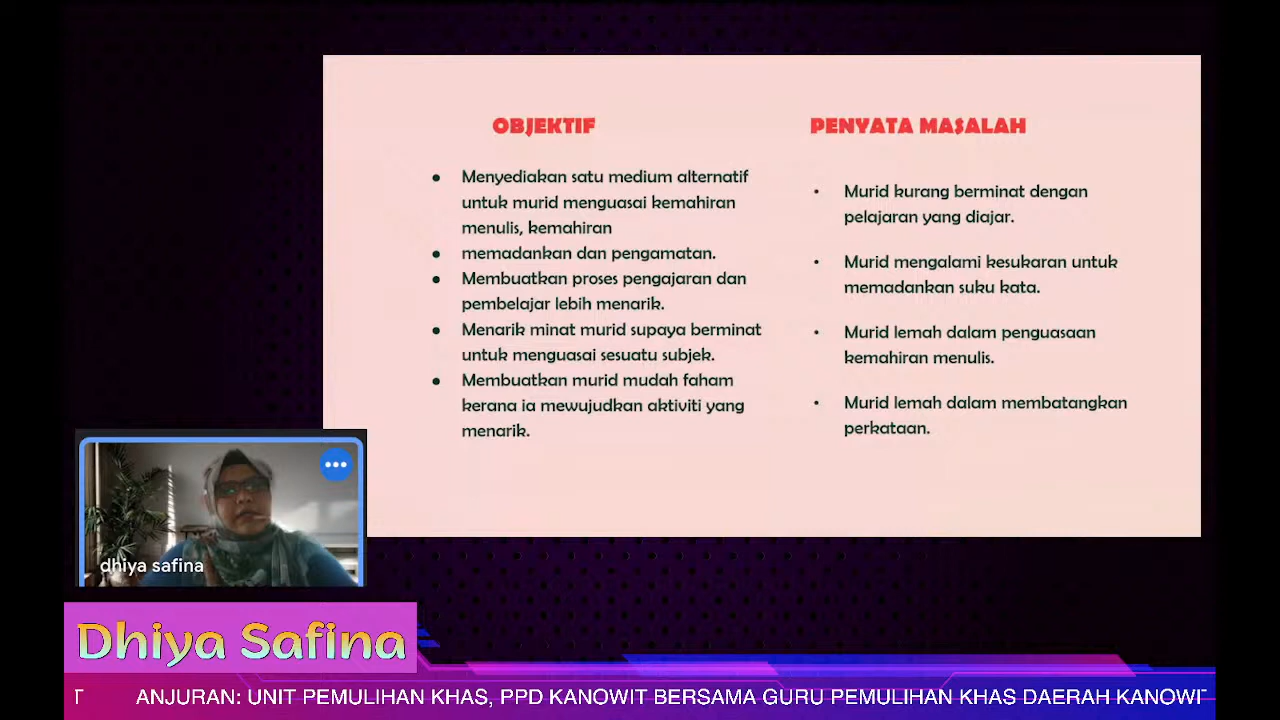 OBJEKTIF
• Menyediakan satu medium alternatif
untuk murid menguasai kemahiran
menulis, kemahiran
• memadankan dan pengamatan.
• Membuatkan proses pengajaran dan
pembelajar lebih menarik.
• Menarik minat murid supaya berminat
untuk menguasai sesuatu subjek.
• Membuatkan murid mudah faham
kerana ia mewujudkan aktiviti yang
menarik.
PENYATA MASALAH
• Murid kurang berminat dengan
pelajaran yang diajar.
• Murid mengalami kesukaran untuk
memadankan suku kata.
• Murid lemah dalam penguasaan
kemahiran menulis.
• Murid lemah dalam membatangkan
perkataan.
dhiya safina
Dhiya Safina
T ANJURAN: UNIT PEMULIHAN KHAS, PPD KANOWIT BERSAMA GURU PEMULIHAN KHAS DAERAH KANOWIT